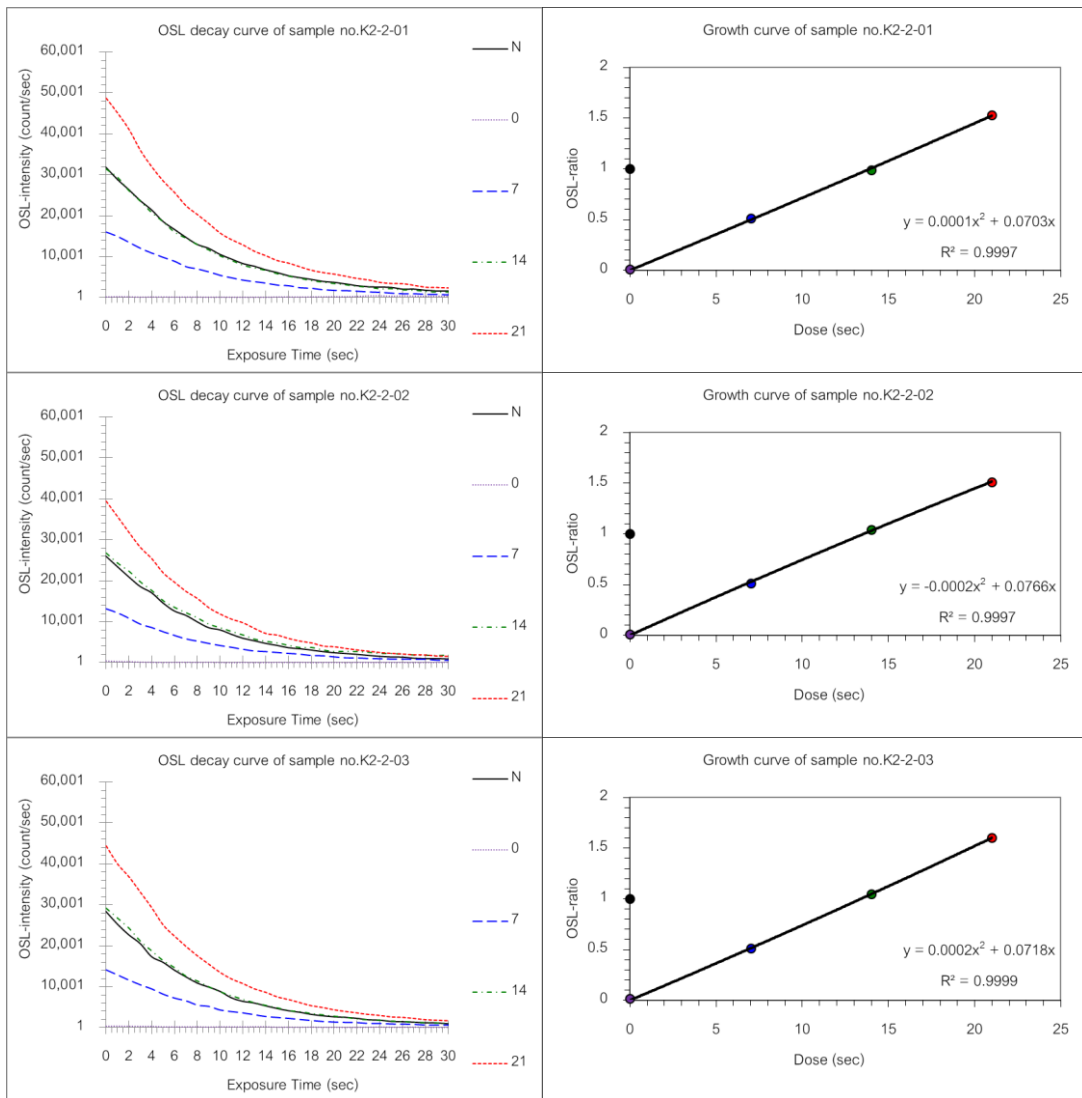 OSL decay curve of sample no.K2-2-01
60,001
50,001
40,001
30,001
20,001
10,001
1
OSL-intensity (count/sec)
0 2 4 6 8 10 12 14 16 18 20 22 24 26 28 30
Exposure Time (sec)
N
0
7
14
21
Growth curve of sample no.K2-2-01
2
1.5
1
0.5
0
OSL-ratio
y = 0.0001x² + 0.0703x
R² = 0.9997
0 5 10 15 20 25
Dose (sec)
OSL decay curve of sample no.K2-2-02
60,001
50,001
40,001
30,001
20,001
10,001
1
OSL-intensity (count/sec)
0 2 4 6 8 10 12 14 16 18 20 22 24 26 28 30
Exposure Time (sec)
N
0
7
14
21
Growth curve of sample no.K2-2-02
2
1.5
1
0.5
0
OSL-ratio
y = -0.0002x² + 0.0766x
R² = 0.9997
0 5 10 15 20 25
Dose (sec)
OSL decay curve of sample no.K2-2-03
60,001
50,001
40,001
30,001
20,001
10,001
1
OSL-intensity (count/sec)
0 2 4 6 8 10 12 14 16 18 20 22 24 26 28 30
Exposure Time (sec)
N
0
7
14
21
Growth curve of sample no.K2-2-03
2
1.5
1
0.5
0
OSL-ratio
y = 0.0002x² + 0.0718x
R² = 0.9999
0 5 10 15 20 25
Dose (sec)